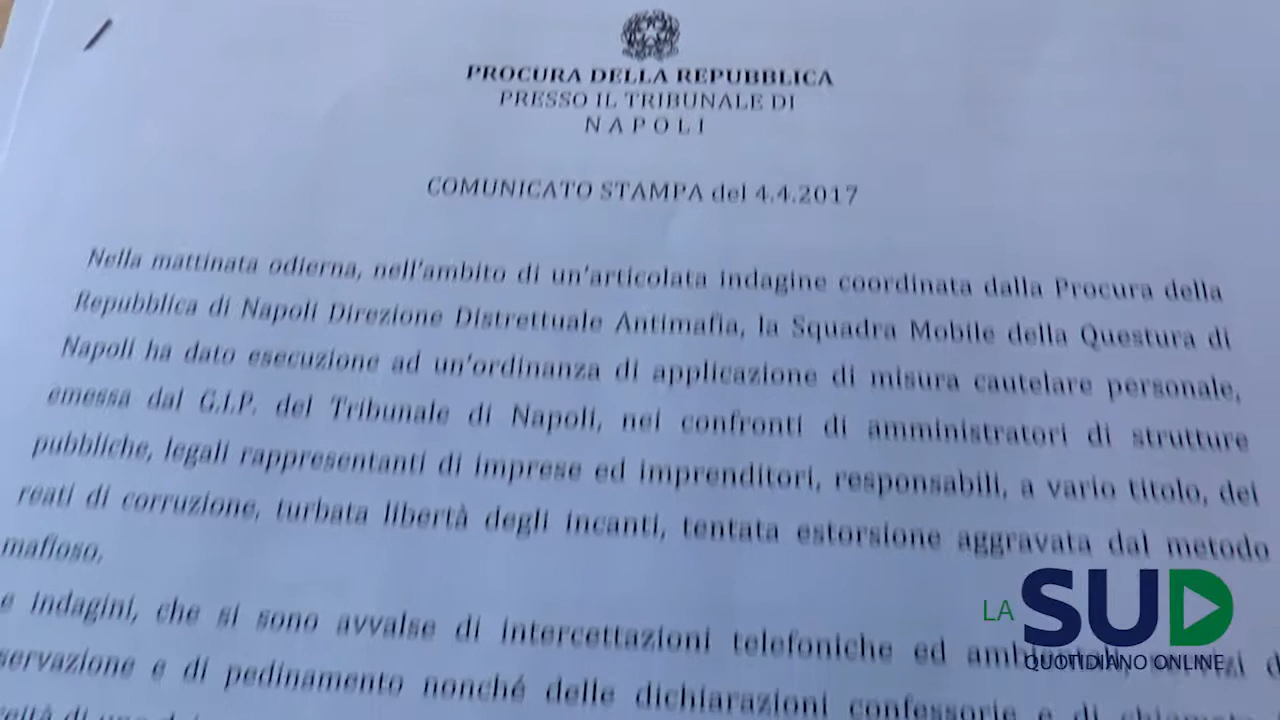 PROCURA DELLA REPUBBLICA
PRESSO IL TRIBUNALE DI
NAPOLI
COMUNICATO STAMPA del 4.4.2017
Nella mattinata odierna, nell'ambito di un'articolata indagine coordinata dalla Procura della
Repubblica di Napoli Direzione Distrettuale Antimafia, la Squadra Mobile della Questura di
Napoli ha dato esecuzione ad un'ordinanza di applicazione di misura cautelare personale,
emessa dal G.I.P. del Tribunale di Napoli, nei confronti di amministratori di strutture
pubbliche, legali rappresentanti di imprese ed imprenditori, responsabili, a vario titolo, dei
reati di corruzione, turbata libertà degli incanti, tentata estorsione aggravata dal metodo
mafioso,
e indagini, che si sono avvalse di intercettazioni telefoniche ed
servazione e di pedinamento nonché delle dichiarazioni confessorie e di
LA SUD
QUOTIDIANO ONLINE